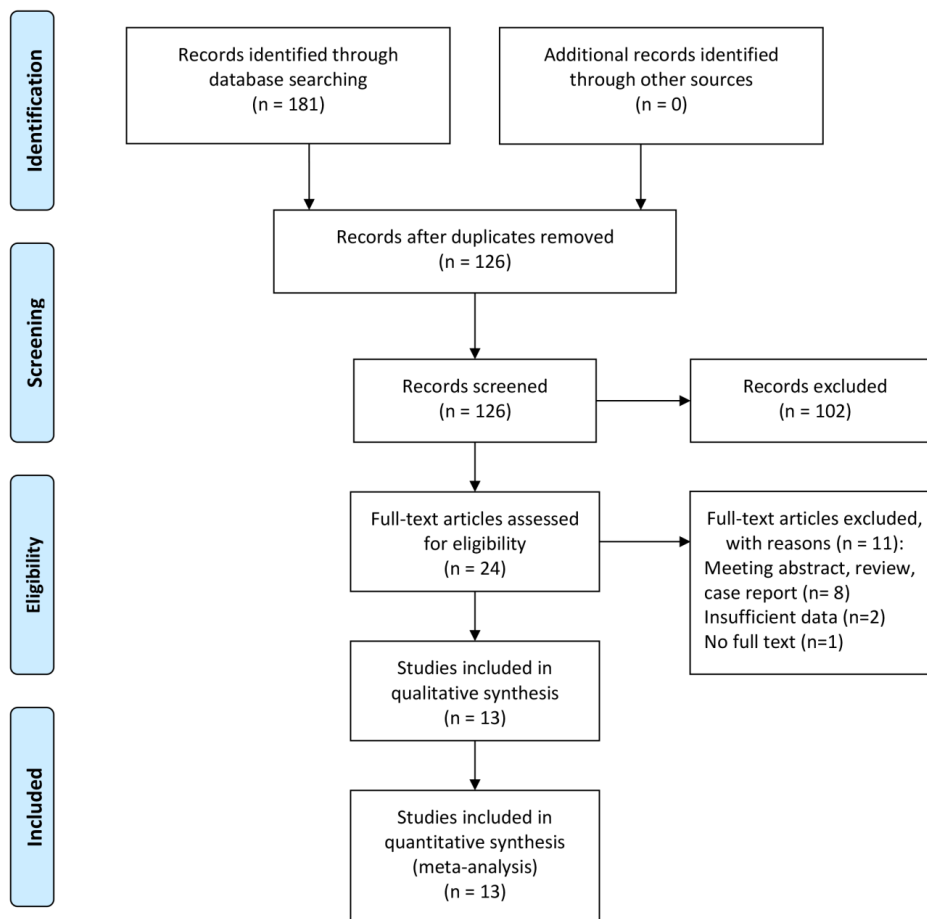 Identification
Records identified through
database searching
(n = 181)
Additional records identified
through other sources
(n = 0)
Records after duplicates removed
(n = 126)
Screening
Records screened
(n = 126)
Records excluded
(n = 102)
Eligibility
Full-text articles assessed
for eligibility
(n = 24)
Full-text articles excluded,
with reasons (n = 11):
Meeting abstract, review,
case report (n= 8)
Insufficient data (n=2)
No full text (n=1)
Studies included in
qualitative synthesis
(n = 13)
Included
Studies included in
quantitative synthesis
(meta-analysis)
(n = 13)